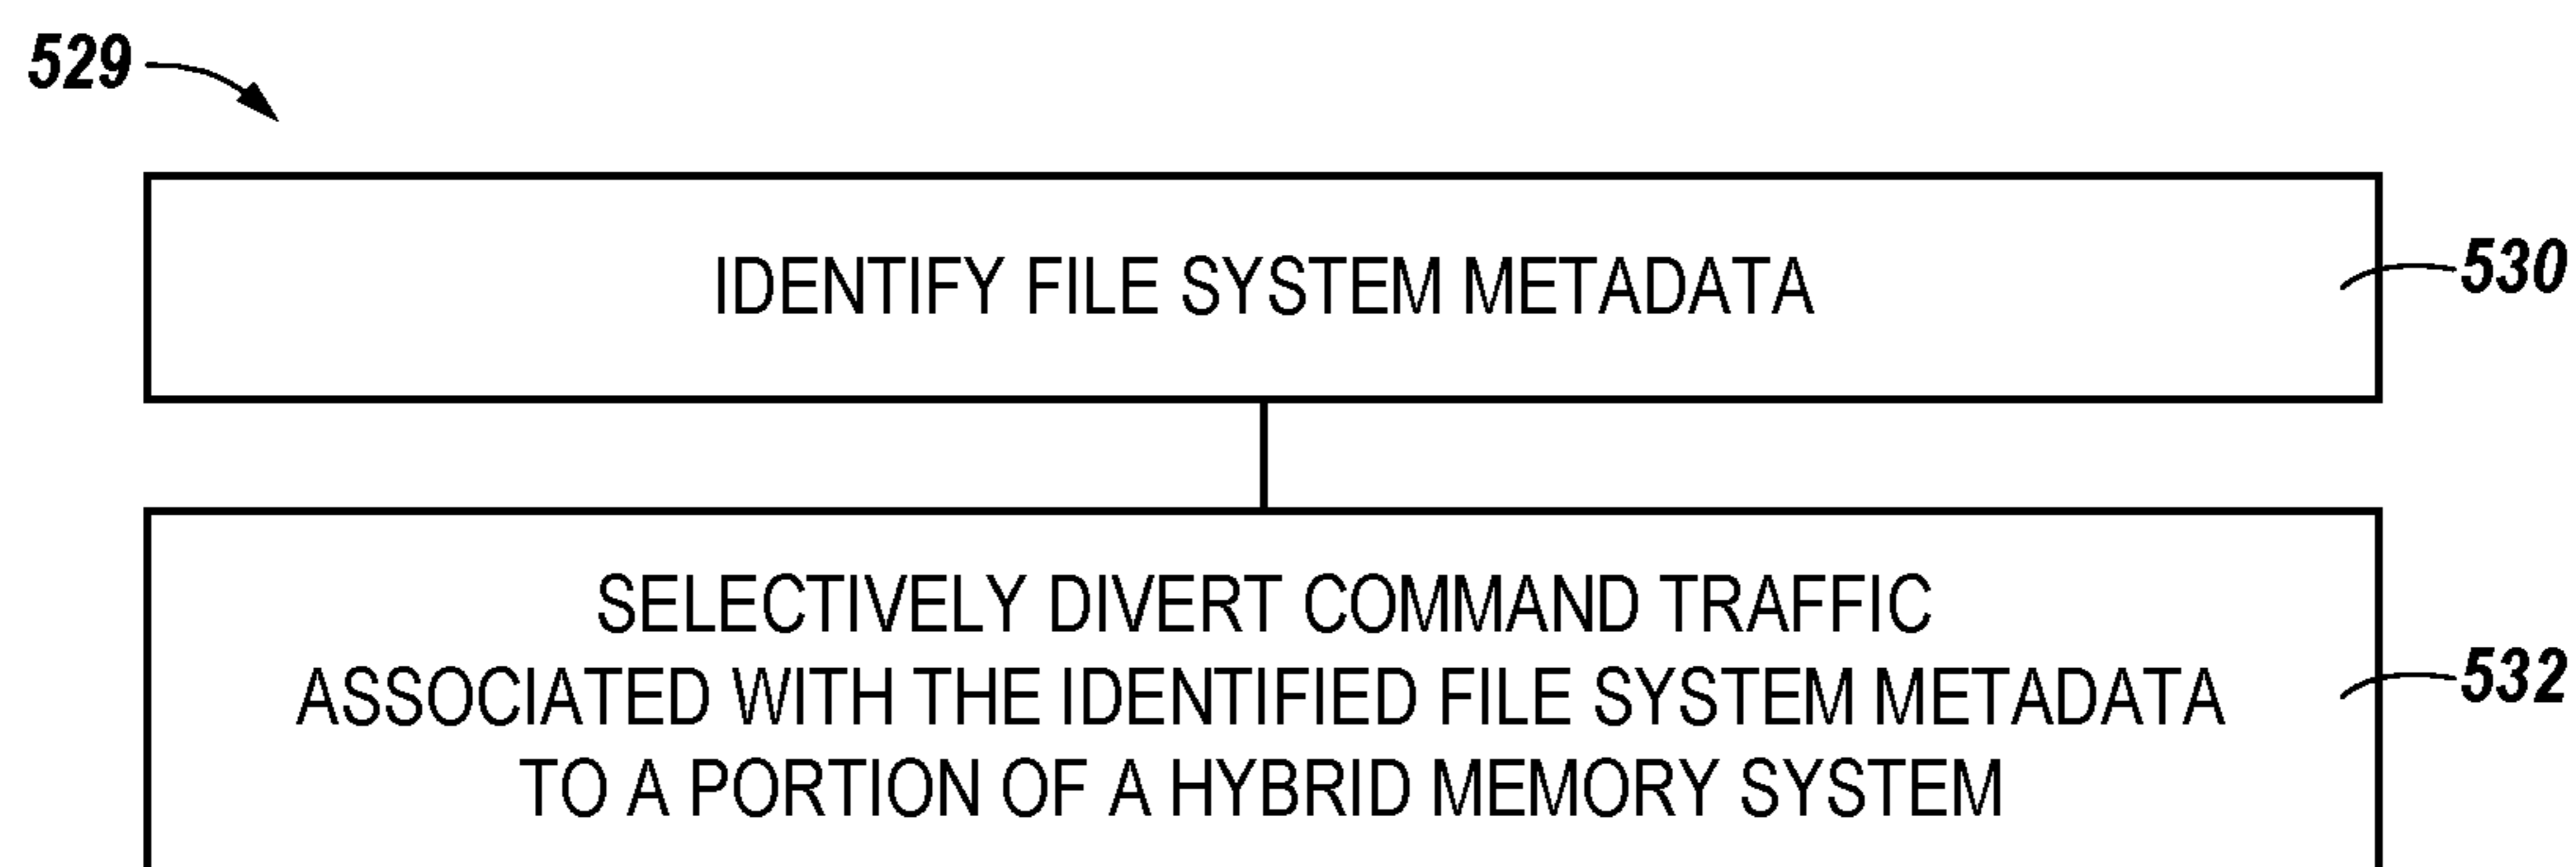 529
IDENTIFY FILE SYSTEM METADATA
530
SELECTIVELY DIVERT COMMAND TRAFFIC
ASSOCIATED WITH THE IDENTIFIED FILE SYSTEM METADATA
532
TO A PORTION OF A HYBRID MEMORY SYSTEM